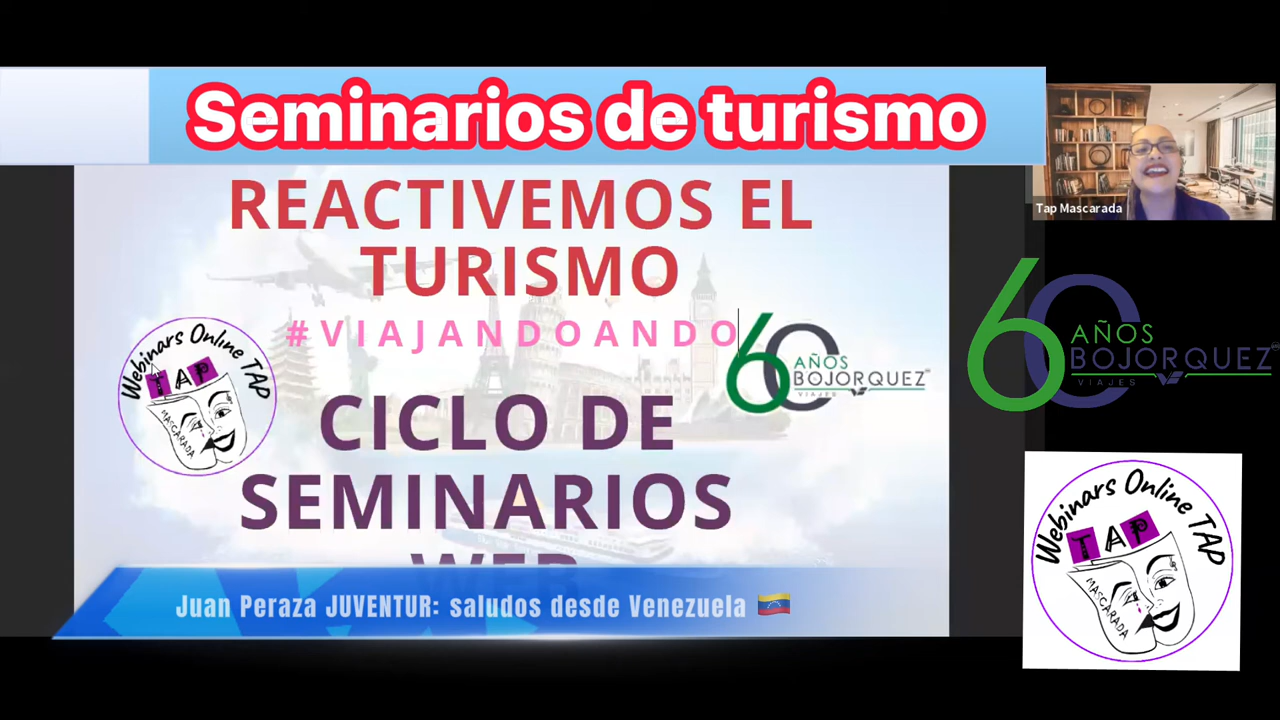 Seminarios de turismo
REACTIVEMOS EL
TURISMO
#VIAJANDOANDO
Webinars Online TAP
TAP
MASCARADA
60 AÑOS
BOJORQUEZ
VIAJES
CICLO DE
SEMINARIOS
WEB
Juan Peraza JUVENTUR: saludos desde Venezuela 🇻🇪
Tap Mascarada
60 AÑOS
BOJORQUEZ
VIAJES
Webinars Online TAP
TAP
MASCARADA